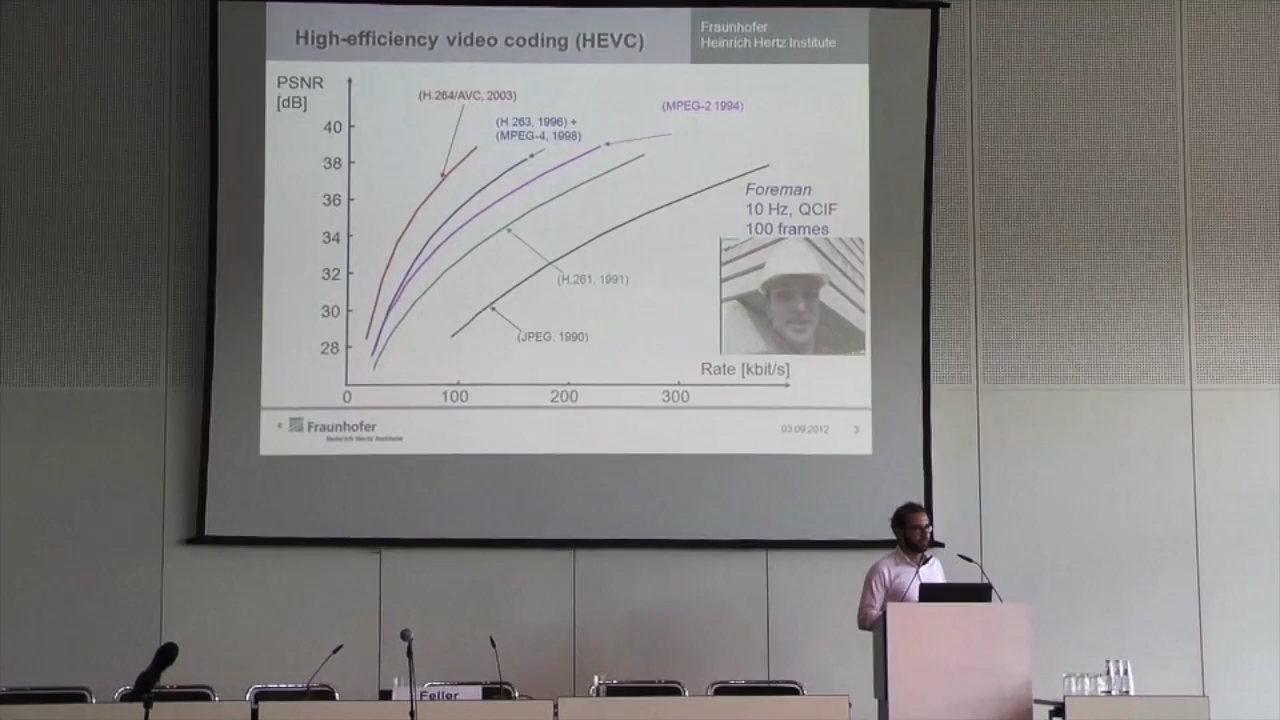 High-efficiency video coding (HEVC)
Fraunhofer
Heinrich Hertz Institute
PSNR
[dB]
(H.264/AVC, 2003)
(H.263, 1996) +
(MPEG-4, 1998)
(MPEG-2 1994)
40
38
36
34
32
30
28
Foreman
10 Hz, QCIF
100 frames
(H.261, 1991)
(JPEG. 1990)
Rate [kbit/s]
0 100 200 300
Fraunhofer
Heinrich Hertz Institute
03.09.2012 3
Feller